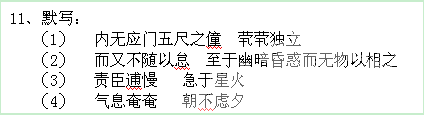 11、默写：
（1） 内无应门五尺之僮 茕茕独立
（2） 而又不随以怠 至于幽暗昏惑而无物以相之
（3） 责臣逋慢 急于星火
（4） 气息奄奄 朝不虑夕